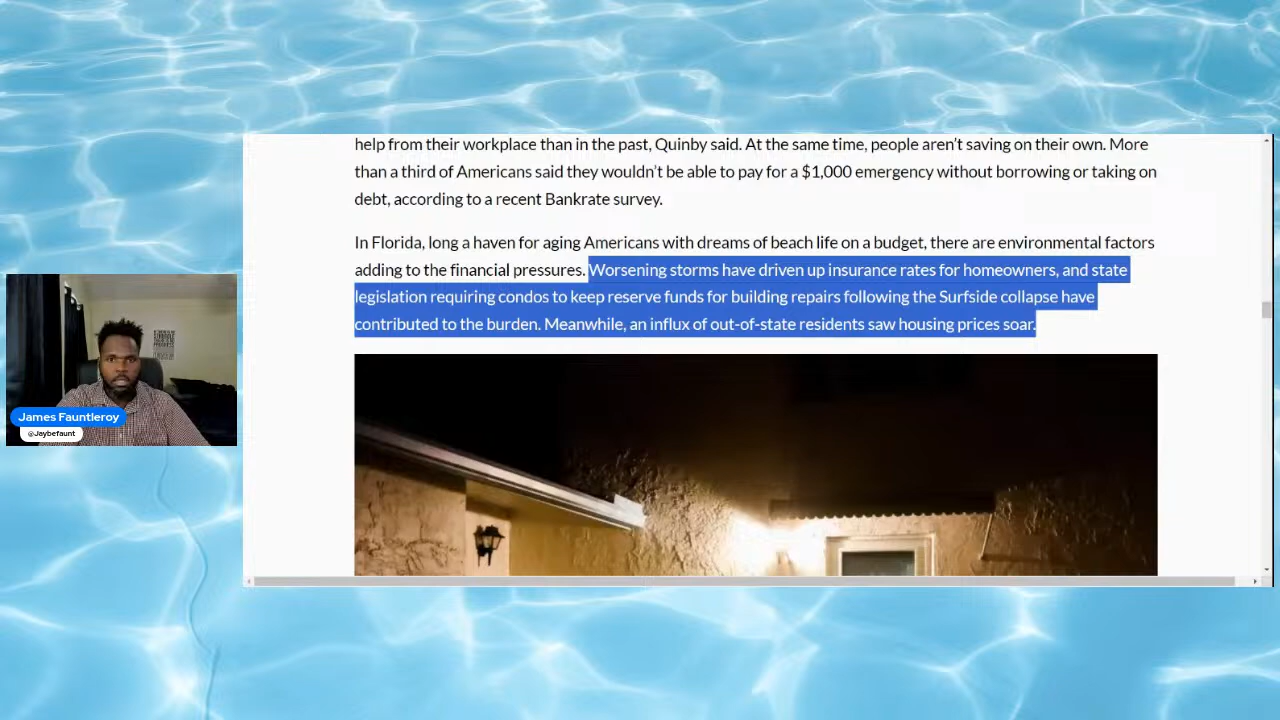 help from their workplace than in the past, Quinby said. At the same time, people aren’t saving on their own. More
than a third of Americans said they wouldn’t be able to pay for a $1,000 emergency without borrowing or taking on
debt, according to a recent Bankrate survey.
In Florida, long a haven for aging Americans with dreams of beach life on a budget, there are environmental factors
adding to the financial pressures. Worsening storms have driven up insurance rates for homeowners, and state
legislation requiring condos to keep reserve funds for building repairs following the Surfside collapse have
contributed to the burden. Meanwhile, an influx of out-of-state residents saw housing prices soar.
James Fauntleroy
@Jaybefaunt